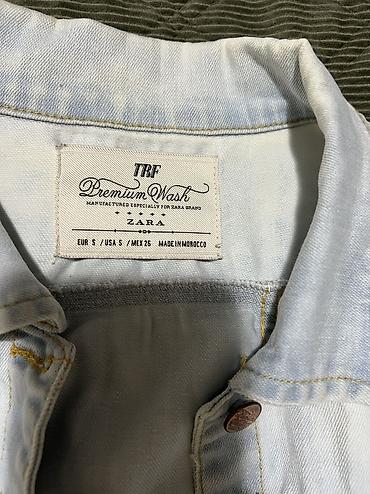 TRF
Premium Wash
MANUFACTURED ESPECIALLY FOR ZARA BRAND
ZARA
EUR S / USA S / MEX 26 MADE IN MOROCCO